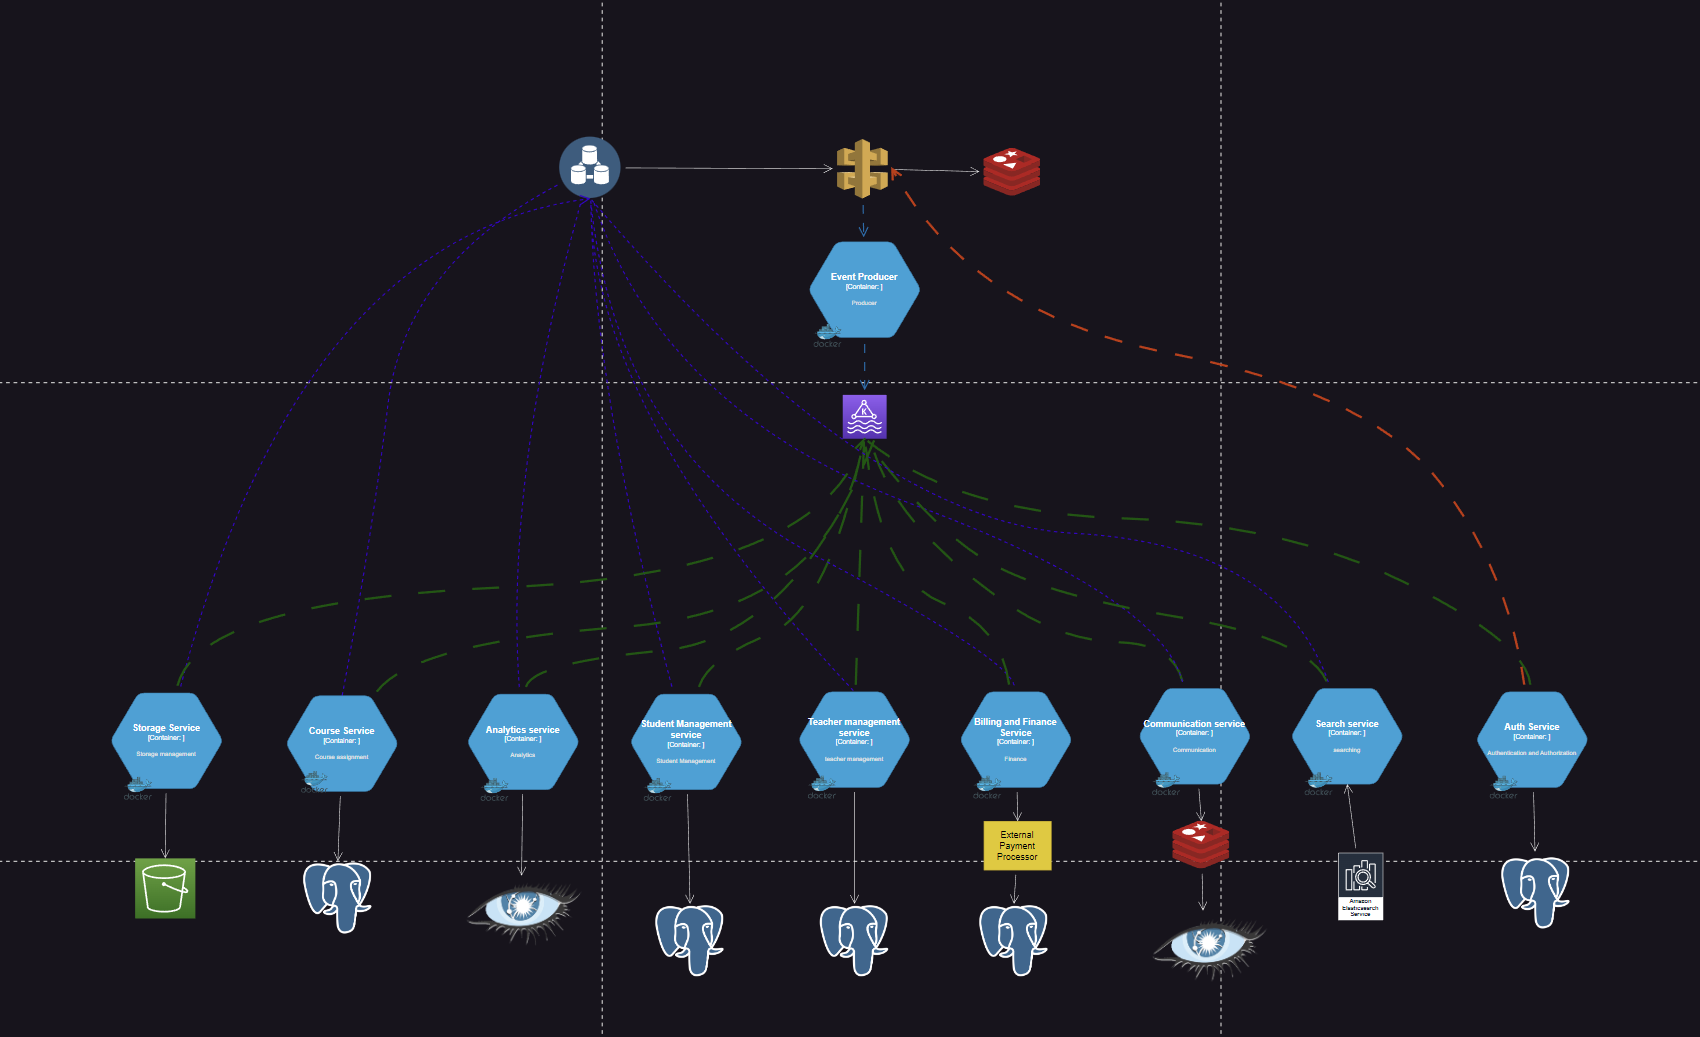 Event Producer
[Container: ]
Producer
docker
K
Storage Service
[Container: ]
Storage management
docker
Course Service
[Container: ]
Course assignment
docker
Analytics service
[Container: ]
Analytics
docker
Student Management
service
[Container: ]
Student Management
docker
Teacher management
service
[Container: ]
teacher management
docker
Billing and Finance
Service
[Container: ]
Finance
docker
Communication service
[Container: ]
Communication
docker
Search service
[Container: ]
searching
docker
Auth Service
[Container: ]
Authentication and Authortration
docker
External
Payment
Processor
Amazon
Elasticsearch
Service